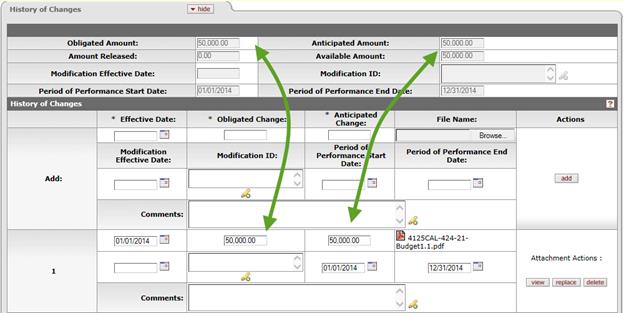 History of Changes
hide
Obligated Amount: 50,000.00 Anticipated Amount: 50,000.00
Amount Released: 0.00 Available Amount: 50,000.00
Modification Effective Date: Modification ID:
Period of Performance Start Date: 01/01/2014 Period of Performance End Date: 12/31/2014
History of Changes ?
* Effective Date: * Obligated Change: * Anticipated Change: File Name: Actions
Browse...
Modification Effective Date: Modification ID: Period of Performance Start Date: Period of Performance End Date:
Add: add
Comments:
01/01/2014 50,000.00 50,000.00 4125CAL-424-21-
Budget1.1.pdf
1 01/01/2014 12/31/2014
Attachment Actions :
view replace delete
Comments: